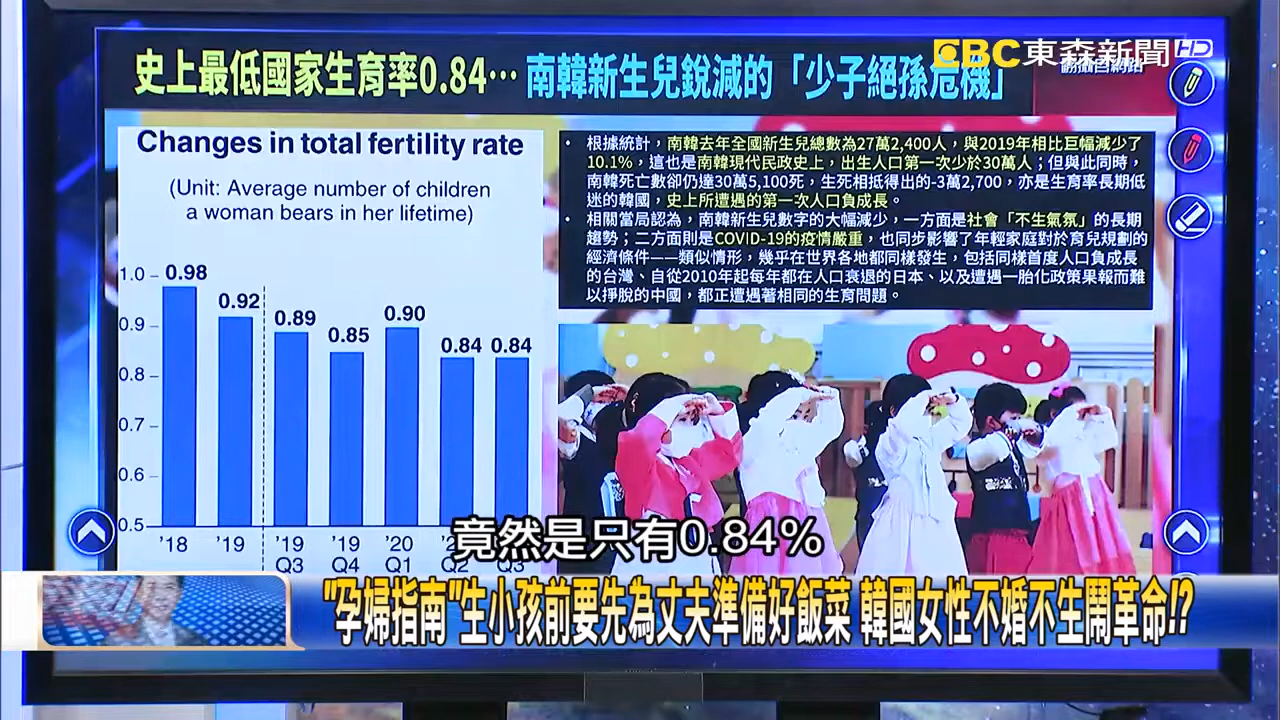 EBC東森新聞HD
史上最低國家生育率0.84… 南韓新生兒銳減的「少子絕孫危機」
Changes in total fertility rate
(Unit: Average number of children
a woman bears in her lifetime)
1.0
0.9
0.8
0.7
0.6
0.5
0.98
0.92
0.89
0.85
0.90
0.84
0.84
’18
’19
’19
Q3
’19
Q4
’20
Q1
Q2
Q3
• 根據統計，南韓去年全國新生兒總數為27萬2,400人，與2019年相比巨幅減少了
10.1%，這也是南韓現代民政史上，出生人口第一次少於30萬人；但與此同時，
南韓死亡數卻仍達30萬5,100死，生死相抵得出的-3萬2,700，亦是生育率長期低
迷的韓國，史上所遭遇的第一次人口負成長。
• 相關當局認為，南韓新生兒數字的大幅減少，一方面是社會「不生氣氛」的長期
趨勢；二方面則是COVID-19的疫情嚴重，也同步影響了年輕家庭對於育兒規劃的
經濟條件——類似情形，幾乎在世界各地都同樣發生，包括同樣首度人口負成長
的台灣、自從2010年起每年都在人口衰退的日本、以及遭遇一胎化政策果報而難
以掙脫的中國，都正遭遇著相同的生育問題。
竟然是只有0.84%
"孕婦指南"生小孩前要先為丈夫準備好飯菜 韓國女性不婚不生鬧革命!?